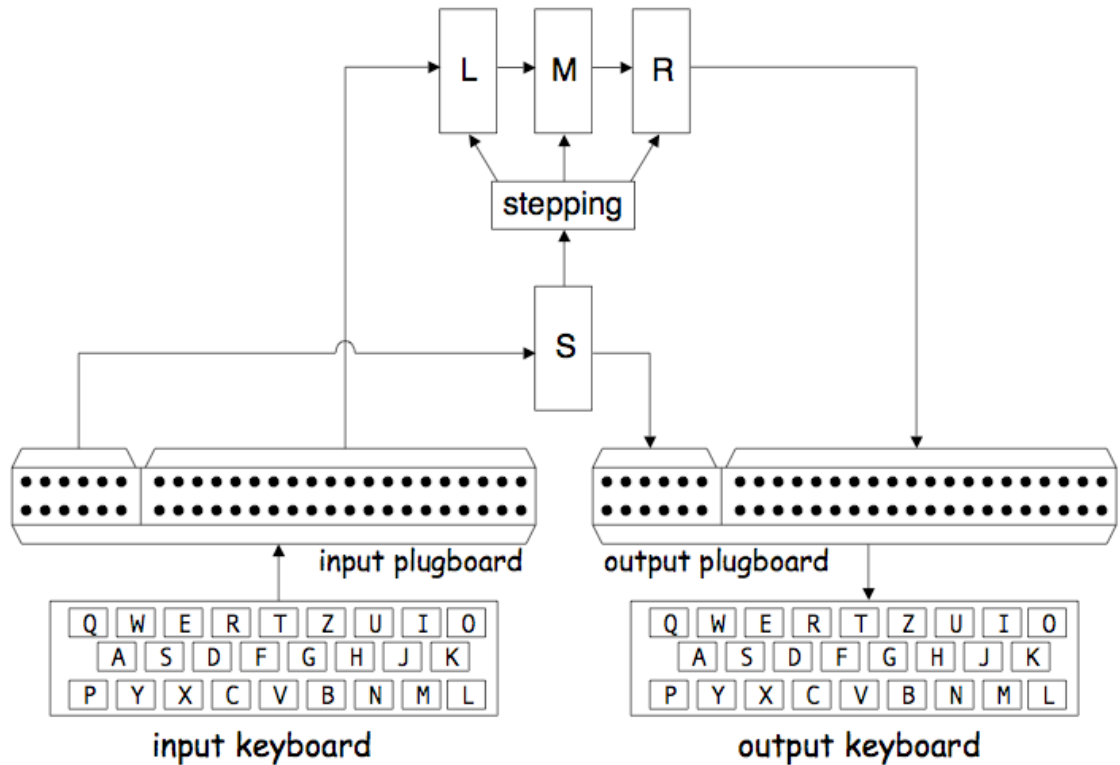 L M R
stepping
S
input plugboard output plugboard
Q W E R T Z U I O Q W E R T Z U I O
A S D F G H J K A S D F G H J K
P Y X C V B N M L P Y X C V B N M L
input keyboard output keyboard